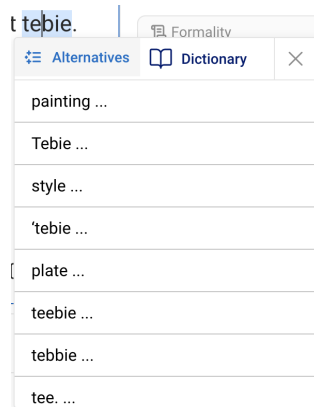 t tebie.
Formality
Alternatives Dictionary
painting ...
Tebie ...
style ...
‘tebie ...
plate ...
teebie ...
tebbie ...
tee. ...